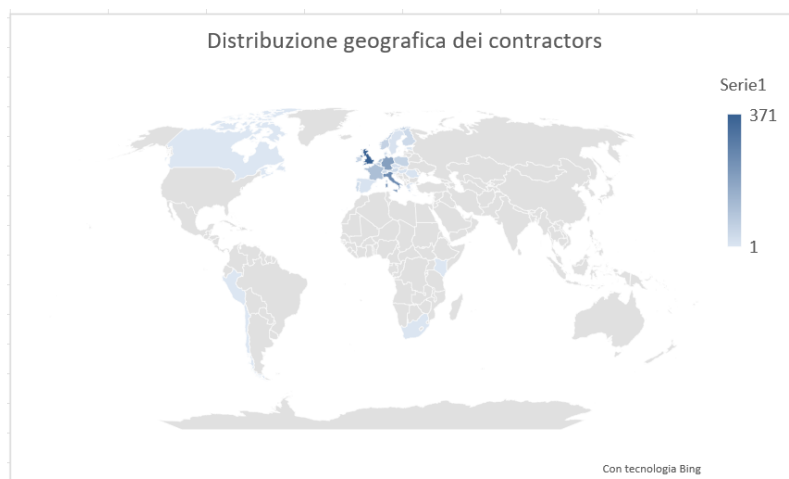 Distribuzione geografica dei contractors
Serie1
371
1
Con tecnologia Bing